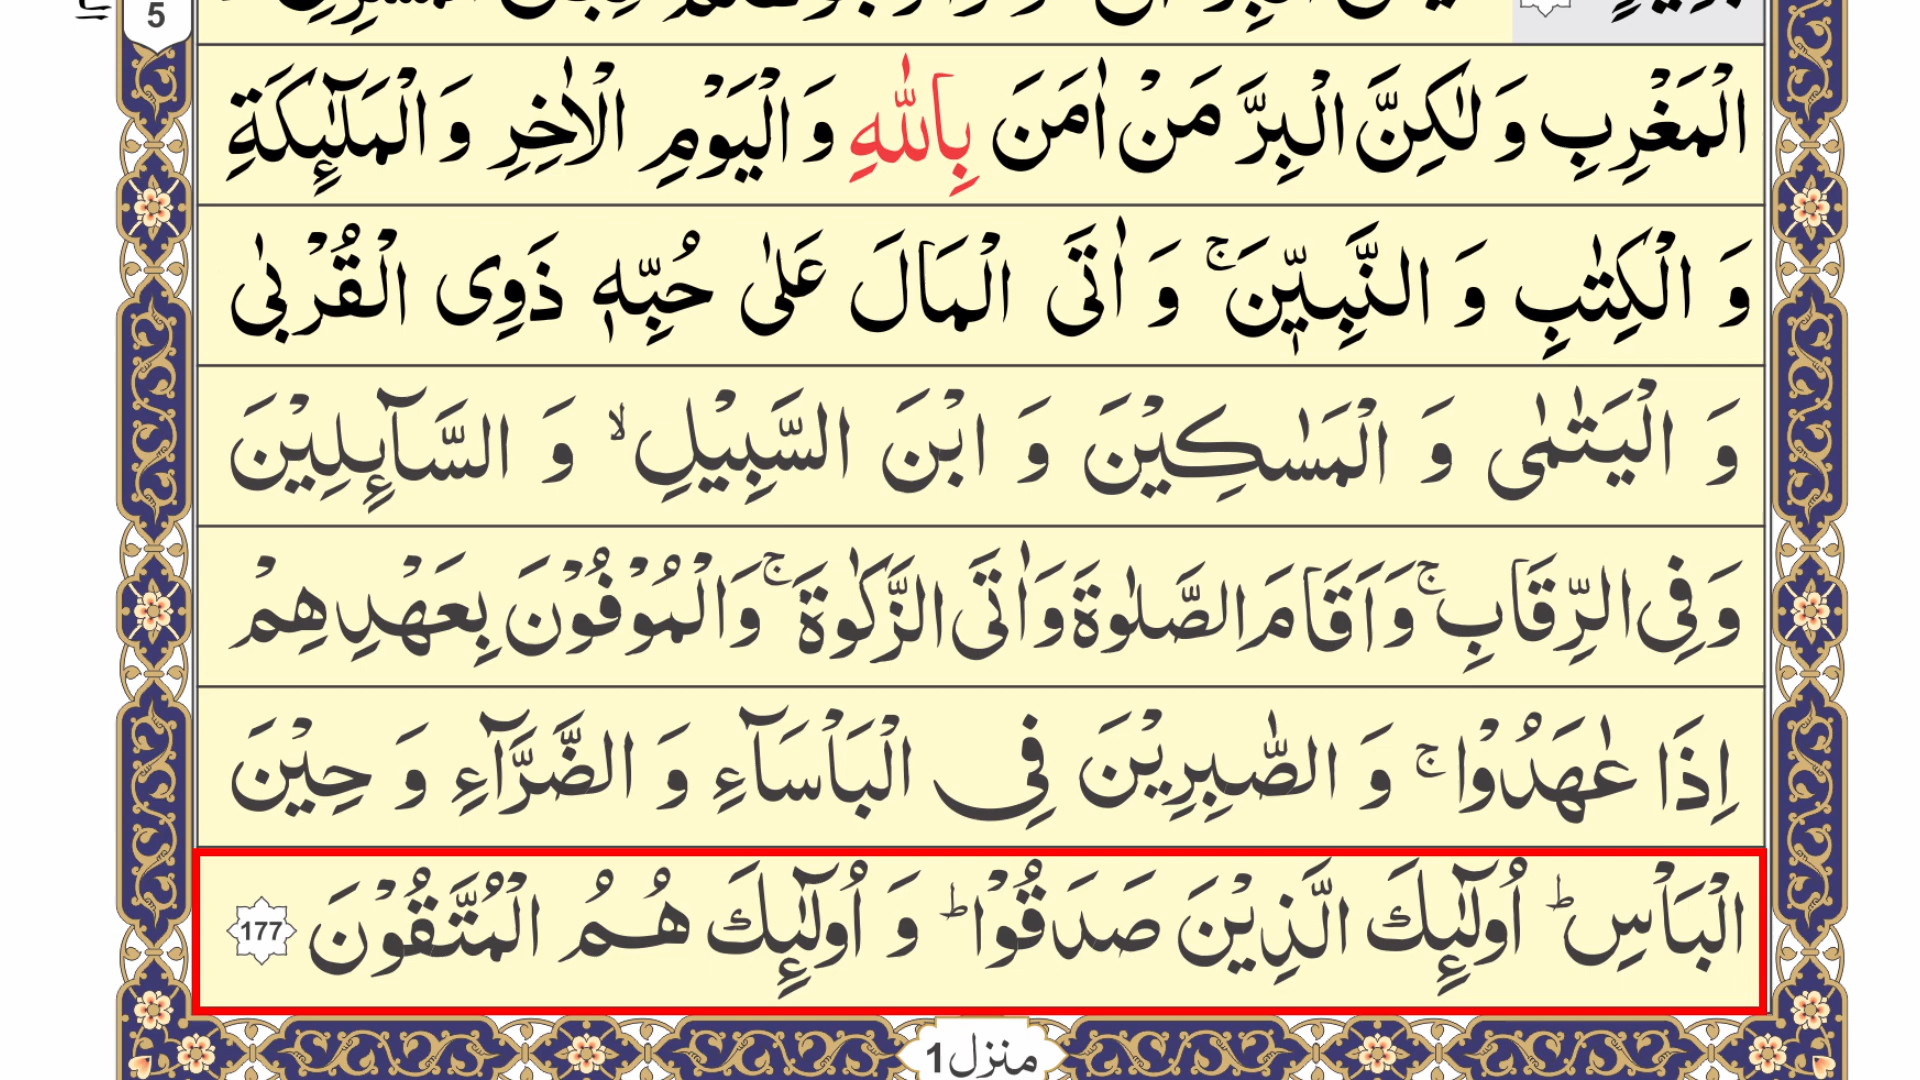 5
الْمَغْرِبِ وَ لٰكِنَّ الْبِرَّ مَنْ اٰمَنَ بِاللّٰهِ وَ الْیَوْمِ الْاٰخِرِ وَ الْمَلٰٓىِٕكَةِ
وَ الْكِتٰبِ وَ النَّبِیّٖنَۚ وَ اٰتَى الْمَالَ عَلٰى حُبِّهٖ ذَوِی الْقُرْبٰى
وَ الْیَتٰمٰى وَ الْمَسٰكِیْنَ وَ ابْنَ السَّبِیْلِۙ وَ السَّآىِٕلِیْنَ
وَ فِی الرِّقَابِۚ وَ اَقَامَ الصَّلٰوةَ وَ اٰتَى الزَّكٰوةَۚ وَ الْمُوْفُوْنَ بِعَهْدِهِمْ
اِذَا عٰهَدُوْاۚ وَ الصّٰبِرِیْنَ فِی الْبَاْسَآءِ وَ الضَّرَّآءِ وَ حِیْنَ
الْبَاْسِؕ اُولٰٓىِٕكَ الَّذِیْنَ صَدَقُوْاؕ وَ اُولٰٓىِٕكَ هُمُ الْمُتَّقُوْنَ 177
منزل 1